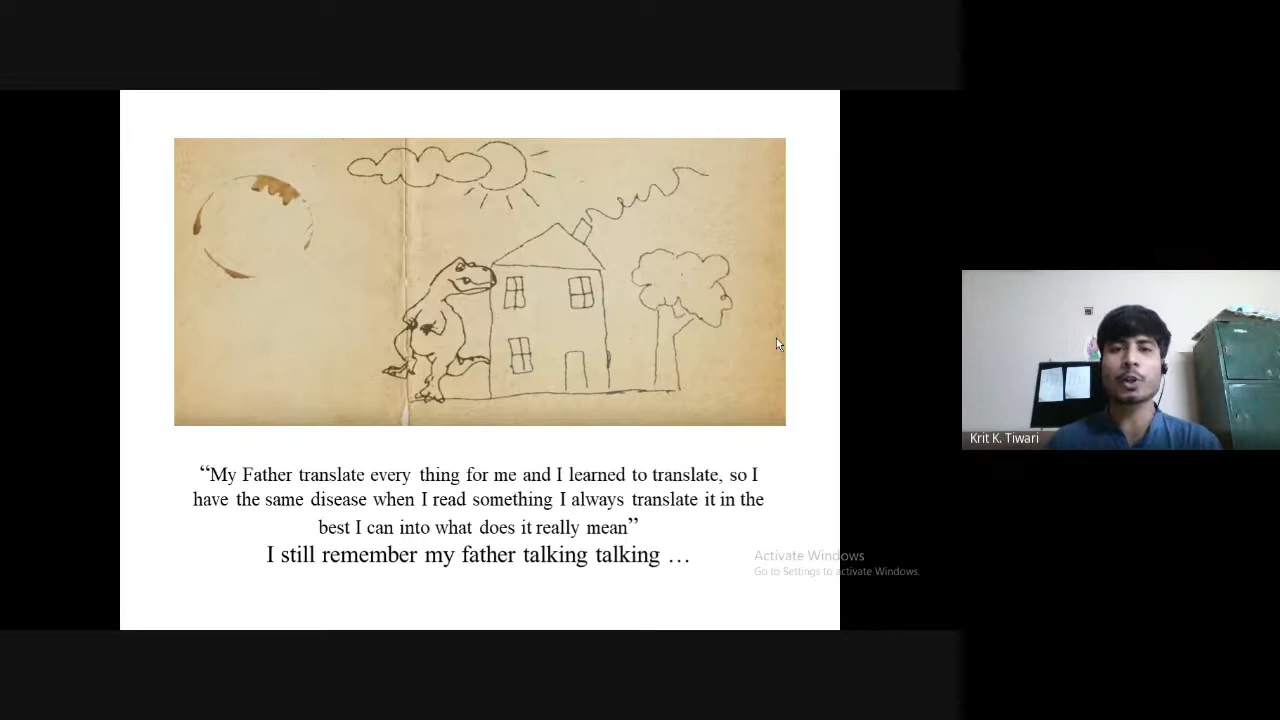 “My Father translate every thing for me and I learned to translate, so I
have the same disease when I read something I always translate it in the
best I can into what does it really mean”
I still remember my father talking talking …
Activate Windows
Go to Settings to activate Windows.
Krit K. Tiwari